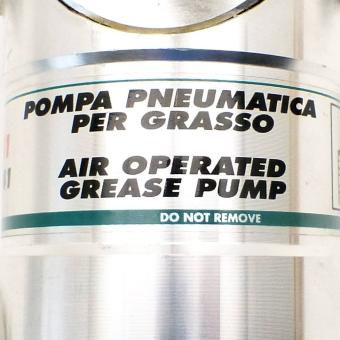 POMPA PNEUMATICA
PER GRASSO
AIR OPERATED
GREASE PUMP
DO NOT REMOVE